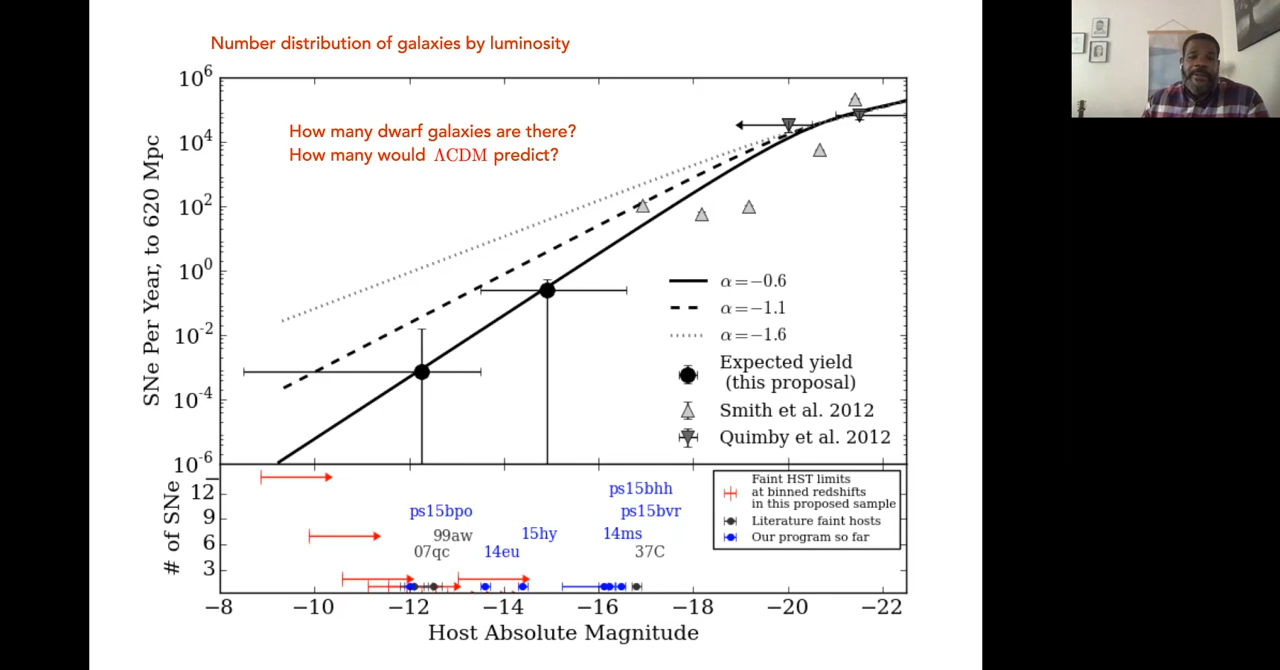 Number distribution of galaxies by luminosity
How many dwarf galaxies are there?
How many would ΛCDM predict?
SNe Per Year, to 620 Mpc
10^6
10^4
10^2
10^0
10^-2
10^-4
10^-6
α=−0.6
α=−1.1
α=−1.6
Expected yield
(this proposal)
Smith et al. 2012
Quimby et al. 2012
# of SNe
12
9
6
3
ps15bhh
ps15bpo
ps15bvr
99aw
15hy
14ms
07qc
14eu
37C
Faint HST limits
at binned redshifts
in this proposed sample
Literature faint hosts
Our program so far
−8 −10 −12 −14 −16 −18 −20 −22
Host Absolute Magnitude